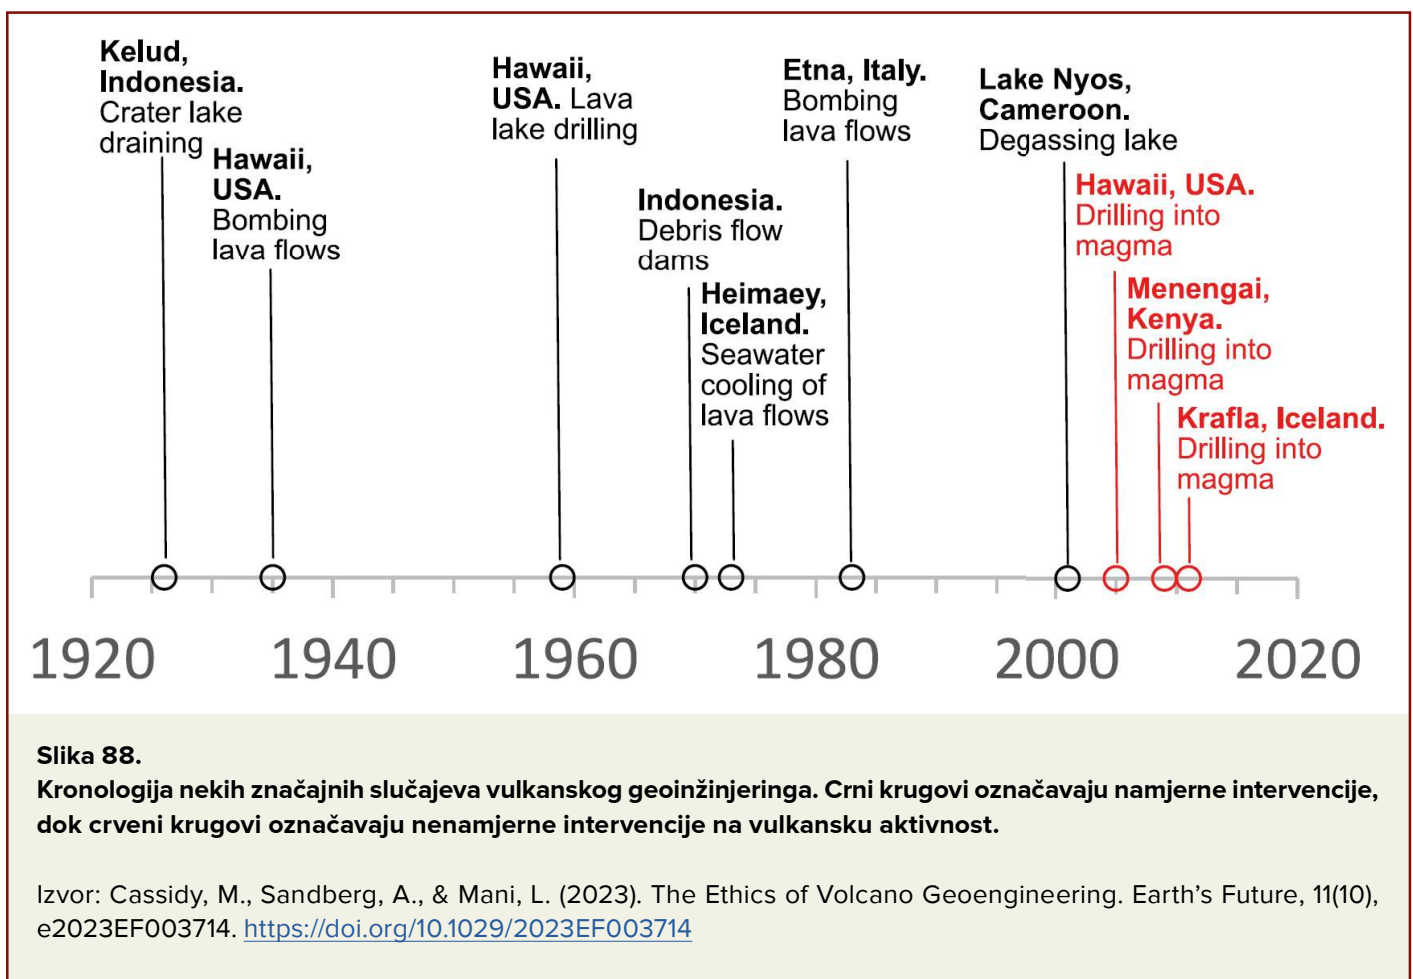 Kelud,
Indonesia.
Crater lake
draining
Hawaii,
USA.
Bombing
lava flows
Hawaii,
USA. Lava
lake drilling
Indonesia.
Debris flow
dams
Heimaey,
Iceland.
Seawater
cooling of
lava flows
Etna, Italy.
Bombing
lava flows
Lake Nyos,
Cameroon.
Degassing lake
Hawaii, USA.
Drilling into
magma
Menengai,
Kenya.
Drilling into
magma
Krafla, Iceland.
Drilling into
magma
1920 1940 1960 1980 2000 2020
Slika 88.
Kronologija nekih značajnih slučajeva vulkanskog geoinžinjeringa. Crni krugovi označavaju namjerne intervencije,
dok crveni krugovi označavaju nenamjerne intervencije na vulkansku aktivnost.
Izvor: Cassidy, M., Sandberg, A., & Mani, L. (2023). The Ethics of Volcano Geoengineering. Earth’s Future, 11(10),
e2023EF003714. https://doi.org/10.1029/2023EF003714